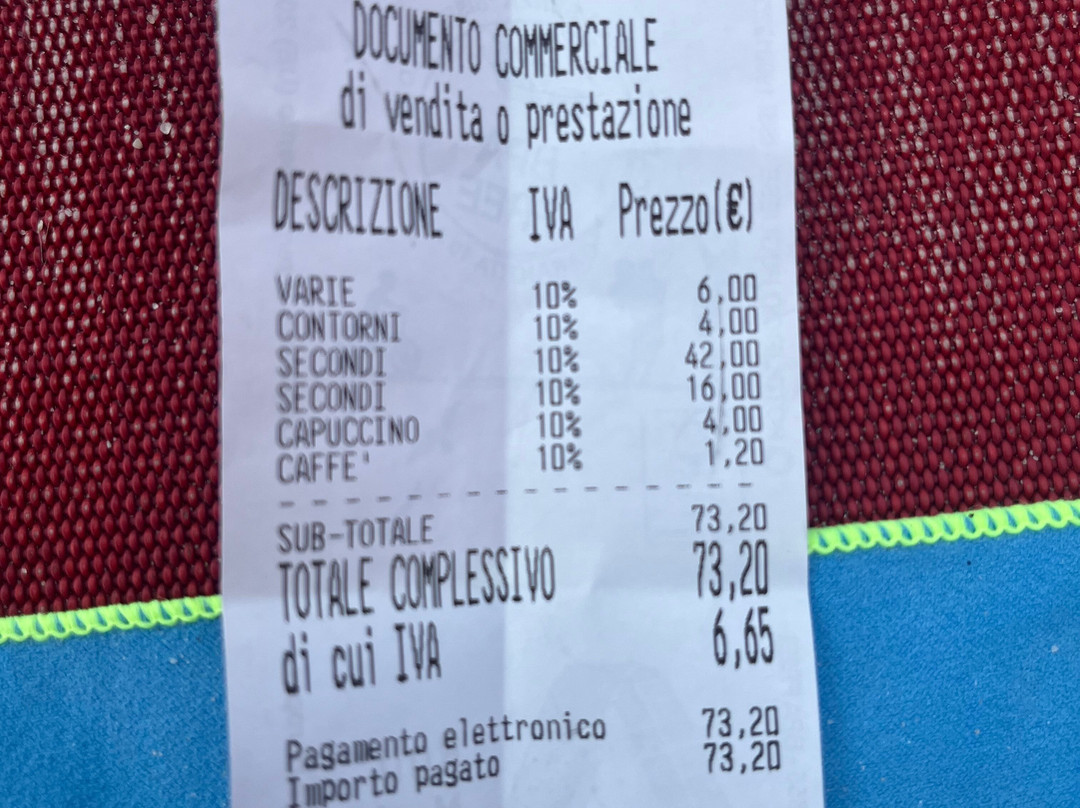 DOCUMENTO COMMERCIALE
di vendita o prestazione
DESCRIZIONE IVA Prezzo(€)
VARIE 10% 6,00
CONTORNI 10% 4,00
SECONDI 10% 42,00
SECONDI 10% 16,00
CAPUCCINO 10% 4,00
CAFFE' 10% 1,20
SUB-TOTALE 73,20
TOTALE COMPLESSIVO 73,20
di cui IVA 6,65
Pagamento elettronico 73,20
Importo pagato 73,20